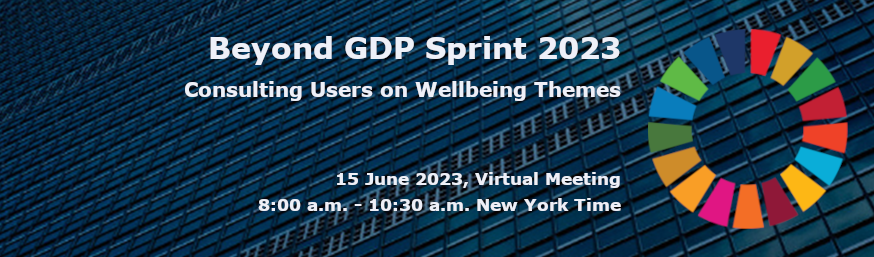 Beyond GDP Sprint 2023
Consulting Users on Wellbeing Themes
15 June 2023, Virtual Meeting
8:00 a.m. - 10:30 a.m. New York Time